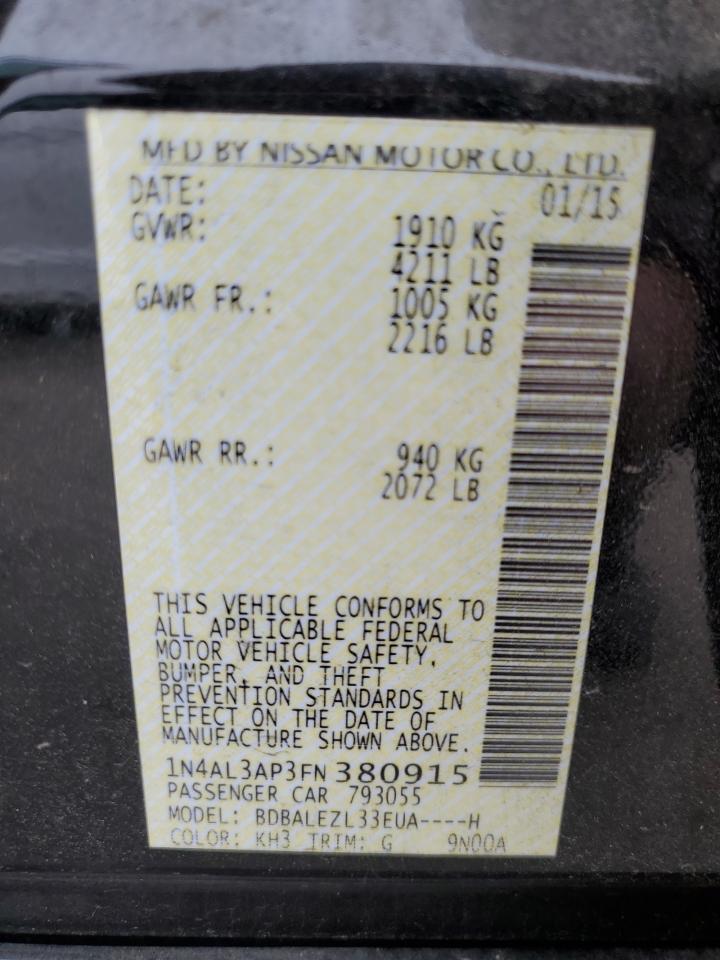 MFD BY NISSAN MOTOR CO., LTD.
DATE: 01/15
GVWR: 1910 KG
4211 LB
GAWR FR.: 1005 KG
2216 LB
GAWR RR.: 940 KG
2072 LB
THIS VEHICLE CONFORMS TO
ALL APPLICABLE FEDERAL
MOTOR VEHICLE SAFETY,
BUMPER, AND THEFT
PREVENTION STANDARDS IN
EFFECT ON THE DATE OF
MANUFACTURE SHOWN ABOVE.
1N4AL3AP3FN380915
PASSENGER CAR 793055
MODEL: BDBALEZL33EUA----H
COLOR: KH3 TRIM: G 9N00A